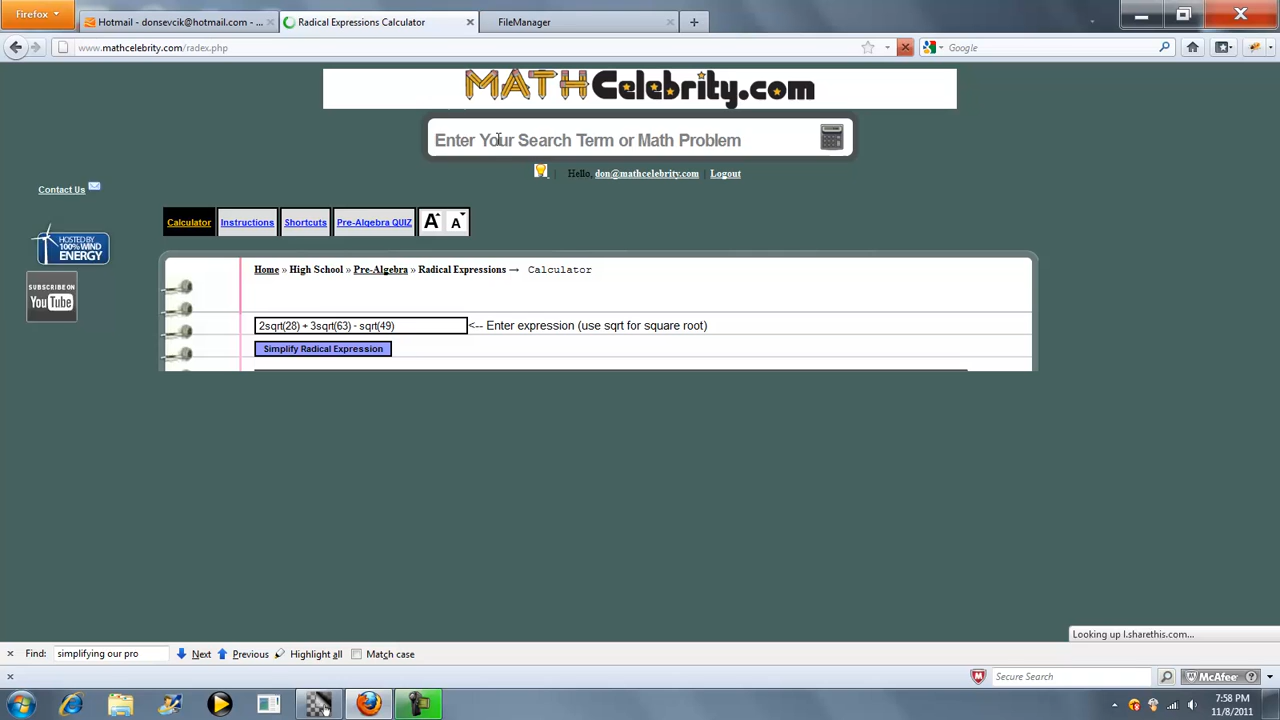 Firefox
Hotmail - donsevcik@hotmail.com - ...
Radical Expressions Calculator
FileManager
www.mathcelebrity.com/radex.php
Google
MATHCelebrity.com
Enter Your Search Term or Math Problem
Hello, don@mathcelebrity.com | Logout
Contact Us
Calculator
Instructions
Shortcuts
Pre-Algebra QUIZ
A A
HOSTED BY
100% WIND
ENERGY
SUBSCRIBE ON
YouTube
Home » High School » Pre-Algebra » Radical Expressions → Calculator
2sqrt(28) + 3sqrt(63) - sqrt(49)
<-- Enter expression (use sqrt for square root)
Simplify Radical Expression
Looking up l.sharethis.com...
Find: simplifying our pro Next Previous Highlight all Match case
Secure Search
McAfee
7:58 PM
11/8/2011